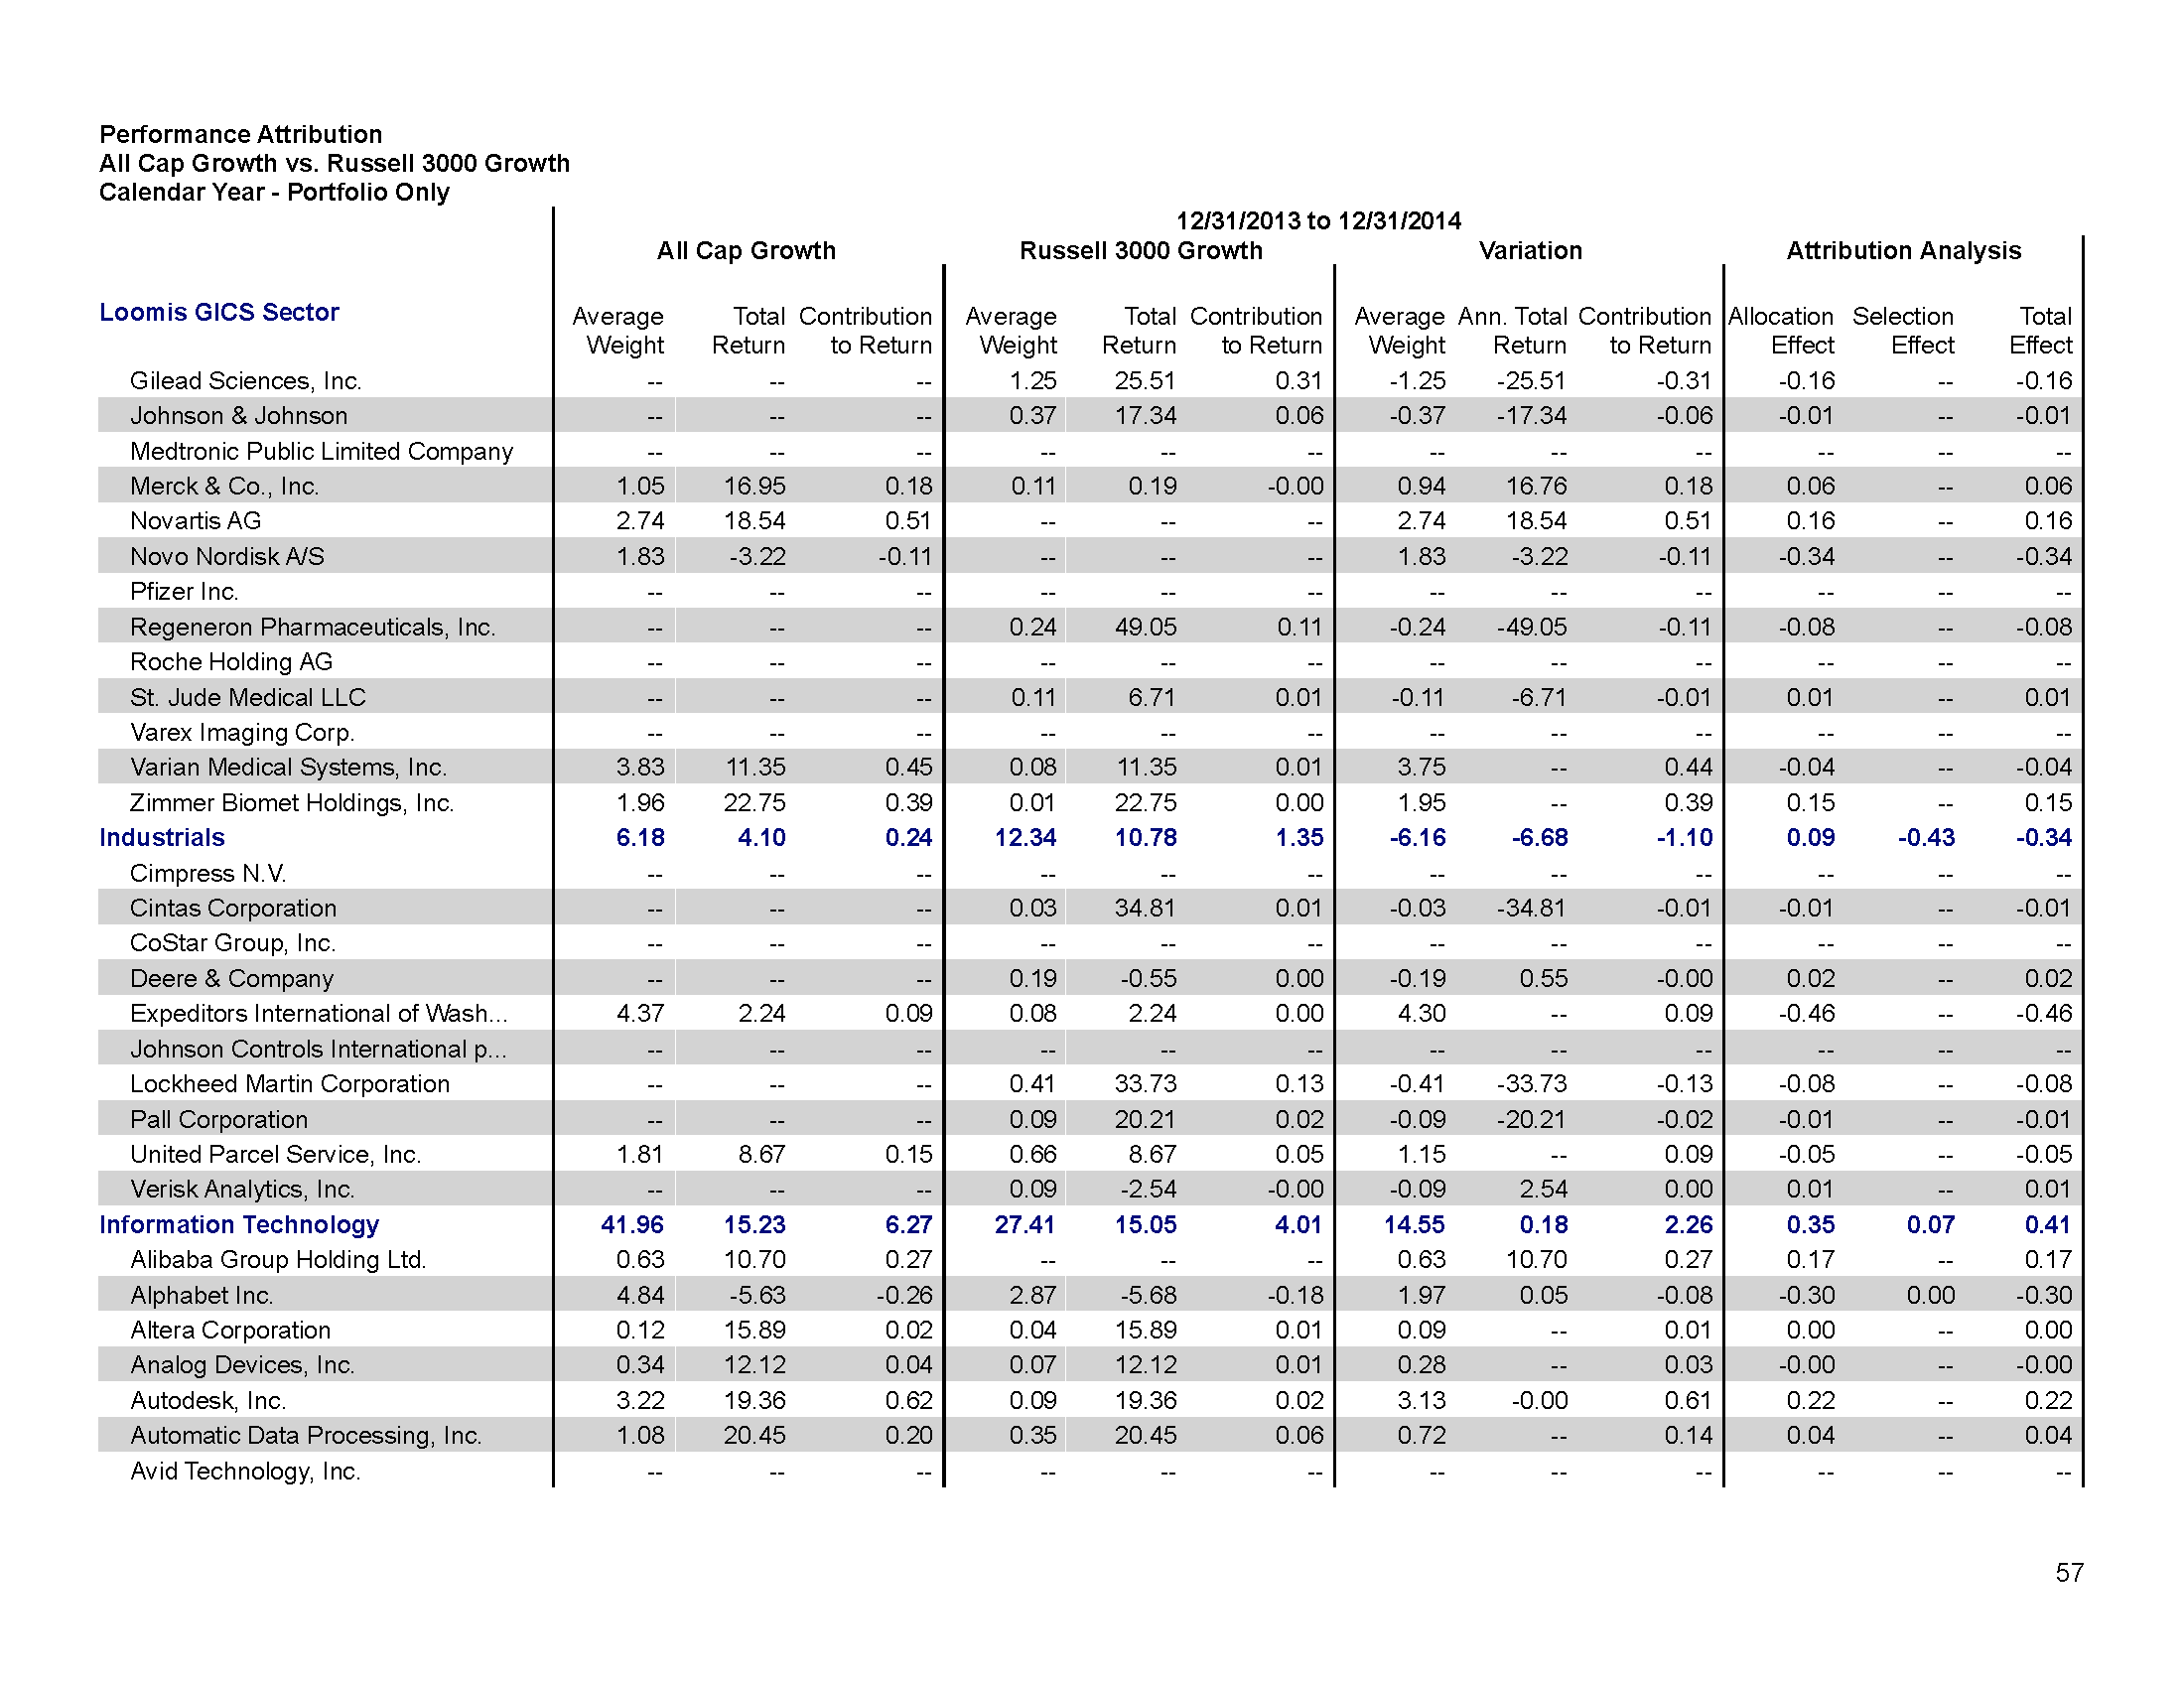 Performance Attribution
All Cap Growth vs. Russell 3000 Growth
Calendar Year - Portfolio Only
12/31/2013 to 12/31/2014
All Cap Growth Russell 3000 Growth Variation Attribution Analysis
Loomis GICS Sector Average Total Contribution Average Total Contribution Average Ann. Total Contribution Allocation Selection Total
Weight Return to Return Weight Return to Return Weight Return to Return Effect Effect Effect
Gilead Sciences, Inc. -- -- -- 1.25 25.51 0.31 -1.25 -25.51 -0.31 -0.16 -- -0.16
Johnson & Johnson -- -- -- 0.37 17.34 0.06 -0.37 -17.34 -0.06 -0.01 -- -0.01
Medtronic Public Limited Company -- -- -- -- -- -- -- -- -- -- -- --
Merck & Co., Inc. 1.05 16.95 0.18 0.11 0.19 -0.00 0.94 16.76 0.18 0.06 -- 0.06
Novartis AG 2.74 18.54 0.51 -- -- -- 2.74 18.54 0.51 0.16 -- 0.16
Novo Nordisk A/S 1.83 -3.22 -0.11 -- -- -- 1.83 -3.22 -0.11 -0.34 -- -0.34
Pfizer Inc. -- -- -- -- -- -- -- -- -- -- -- --
Regeneron Pharmaceuticals, Inc. -- -- -- 0.24 49.05 0.11 -0.24 -49.05 -0.11 -0.08 -- -0.08
Roche Holding AG -- -- -- -- -- -- -- -- -- -- -- --
St. Jude Medical LLC -- -- -- 0.11 6.71 0.01 -0.11 -6.71 -0.01 0.01 -- 0.01
Varex Imaging Corp. -- -- -- -- -- -- -- -- -- -- -- --
Varian Medical Systems, Inc. 3.83 11.35 0.45 0.08 11.35 0.01 3.75 -- 0.44 -0.04 -- -0.04
Zimmer Biomet Holdings, Inc. 1.96 22.75 0.39 0.01 22.75 0.00 1.95 -- 0.39 0.15 -- 0.15
Industrials 6.18 4.10 0.24 12.34 10.78 1.35 -6.16 -6.68 -1.10 0.09 -0.43 -0.34
Cimpress N.V. -- -- -- -- -- -- -- -- -- -- -- --
Cintas Corporation -- -- -- 0.03 34.81 0.01 -0.03 -34.81 -0.01 -0.01 -- -0.01
CoStar Group, Inc. -- -- -- -- -- -- -- -- -- -- -- --
Deere & Company -- -- -- 0.19 -0.55 0.00 -0.19 0.55 -0.00 0.02 -- 0.02
Expeditors International of Wash... 4.37 2.24 0.09 0.08 2.24 0.00 4.30 -- 0.09 -0.46 -- -0.46
Johnson Controls International p... -- -- -- -- -- -- -- -- -- -- -- --
Lockheed Martin Corporation -- -- -- 0.41 33.73 0.13 -0.41 -33.73 -0.13 -0.08 -- -0.08
Pall Corporation -- -- -- 0.09 20.21 0.02 -0.09 -20.21 -0.02 -0.01 -- -0.01
United Parcel Service, Inc. 1.81 8.67 0.15 0.66 8.67 0.05 1.15 -- 0.09 -0.05 -- -0.05
Verisk Analytics, Inc. -- -- -- 0.09 -2.54 -0.00 -0.09 2.54 0.00 0.01 -- 0.01
Information Technology 41.96 15.23 6.27 27.41 15.05 4.01 14.55 0.18 2.26 0.35 0.07 0.41
Alibaba Group Holding Ltd. 0.63 10.70 0.27 -- -- -- 0.63 10.70 0.27 0.17 -- 0.17
Alphabet Inc. 4.84 -5.63 -0.26 2.87 -5.68 -0.18 1.97 0.05 -0.08 -0.30 0.00 -0.30
Altera Corporation 0.12 15.89 0.02 0.04 15.89 0.01 0.09 -- 0.01 0.00 -- 0.00
Analog Devices, Inc. 0.34 12.12 0.04 0.07 12.12 0.01 0.28 -- 0.03 -0.00 -- -0.00
Autodesk, Inc. 3.22 19.36 0.62 0.09 19.36 0.02 3.13 -0.00 0.61 0.22 -- 0.22
Automatic Data Processing, Inc. 1.08 20.45 0.20 0.35 20.45 0.06 0.72 -- 0.14 0.04 -- 0.04
Avid Technology, Inc. -- -- -- -- -- -- -- -- -- -- -- --
57